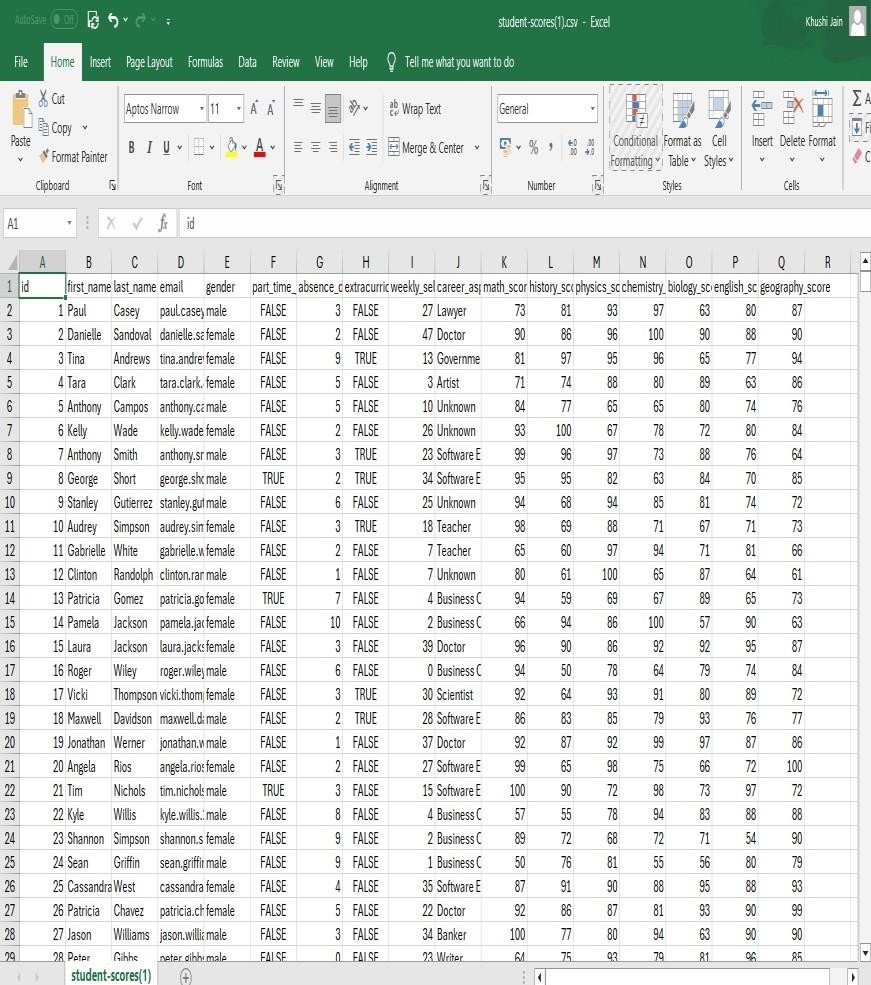 AutoSave Off student-scores(1).csv - Excel Khushi Jain
File Home Insert Page Layout Formulas Data Review View Help Tell me what you want to do
Cut Aptos Narrow 11 A A ab Wrap Text General Σ A
Copy
Paste Format Painter B I U A Merge & Center % , Conditional Formatting Format as Table Cell Styles Insert Delete Format
Clipboard Font Alignment Number Styles Cells
A1 fx id
A B C D E F G H I J K L M N O P Q R
1 id first_name last_name email gender part_time_ absence_d extracurric weekly_sel career_asp math_scor history_sco physics_sc chemistry_ biology_sc english_sc geography_score
2 1 Paul Casey paul.casey male FALSE 3 FALSE 27 Lawyer 73 81 93 97 63 80 87
3 2 Danielle Sandoval danielle.sa female FALSE 2 FALSE 47 Doctor 90 86 96 100 90 88 90
4 3 Tina Andrews tina.andre female FALSE 9 TRUE 13 Governme 81 97 95 96 65 77 94
5 4 Tara Clark tara.clark. female FALSE 5 FALSE 3 Artist 71 74 88 80 89 63 86
6 5 Anthony Campos anthony.ca male FALSE 5 FALSE 10 Unknown 84 77 65 65 80 74 76
7 6 Kelly Wade kelly.wade female FALSE 2 FALSE 26 Unknown 93 100 67 78 72 80 84
8 7 Anthony Smith anthony.sr male FALSE 3 TRUE 23 Software E 99 96 97 73 88 76 64
9 8 George Short george.sho male TRUE 2 TRUE 34 Software E 95 95 82 63 84 70 85
10 9 Stanley Gutierrez stanley.gut male FALSE 6 FALSE 25 Unknown 94 68 94 85 81 74 72
11 10 Audrey Simpson audrey.sim female FALSE 3 TRUE 18 Teacher 98 69 88 71 67 71 73
12 11 Gabrielle White gabrielle.w female FALSE 2 FALSE 7 Teacher 65 60 97 94 71 81 66
13 12 Clinton Randolph clinton.ran male FALSE 1 FALSE 7 Unknown 80 61 100 65 87 64 61
14 13 Patricia Gomez patricia.go female TRUE 7 FALSE 4 Business C 94 59 69 67 89 65 73
15 14 Pamela Jackson pamela.jac female FALSE 10 FALSE 2 Business C 66 94 86 100 57 90 63
16 15 Laura Jackson laura.jacks female FALSE 3 FALSE 39 Doctor 96 90 86 92 92 95 87
17 16 Roger Wiley roger.wiley male FALSE 6 FALSE 0 Business C 94 50 78 64 79 74 84
18 17 Vicki Thompson vicki.thom female FALSE 3 TRUE 30 Scientist 92 64 93 91 80 89 72
19 18 Maxwell Davidson maxwell.da male FALSE 2 TRUE 28 Software E 86 83 85 79 93 76 77
20 19 Jonathan Werner jonathan.w male FALSE 1 FALSE 37 Doctor 92 87 92 99 97 87 86
21 20 Angela Rios angela.rios female FALSE 2 FALSE 27 Software E 99 65 98 75 66 72 100
22 21 Tim Nichols tim.nichols male TRUE 3 FALSE 15 Software E 100 90 72 98 73 97 72
23 22 Kyle Willis kyle.willis. male FALSE 8 FALSE 4 Business C 57 55 78 94 83 88 88
24 23 Shannon Simpson shannon.s female FALSE 9 FALSE 2 Business C 89 72 68 72 71 54 90
25 24 Sean Griffin sean.griffin male FALSE 9 FALSE 1 Business C 50 76 81 55 56 80 79
26 25 Cassandra West cassandra female FALSE 4 FALSE 35 Software E 87 91 90 88 95 88 93
27 26 Patricia Chavez patricia.ch female FALSE 5 FALSE 22 Doctor 92 86 87 81 93 90 99
28 27 Jason Williams jason.willia male FALSE 3 FALSE 34 Banker 100 77 80 94 63 90 90
29 28 Peter Gibbs peter.gibbs male FALSE 0 FALSE 23 Writer 64 75 93 79 81 96 85
student-scores(1)